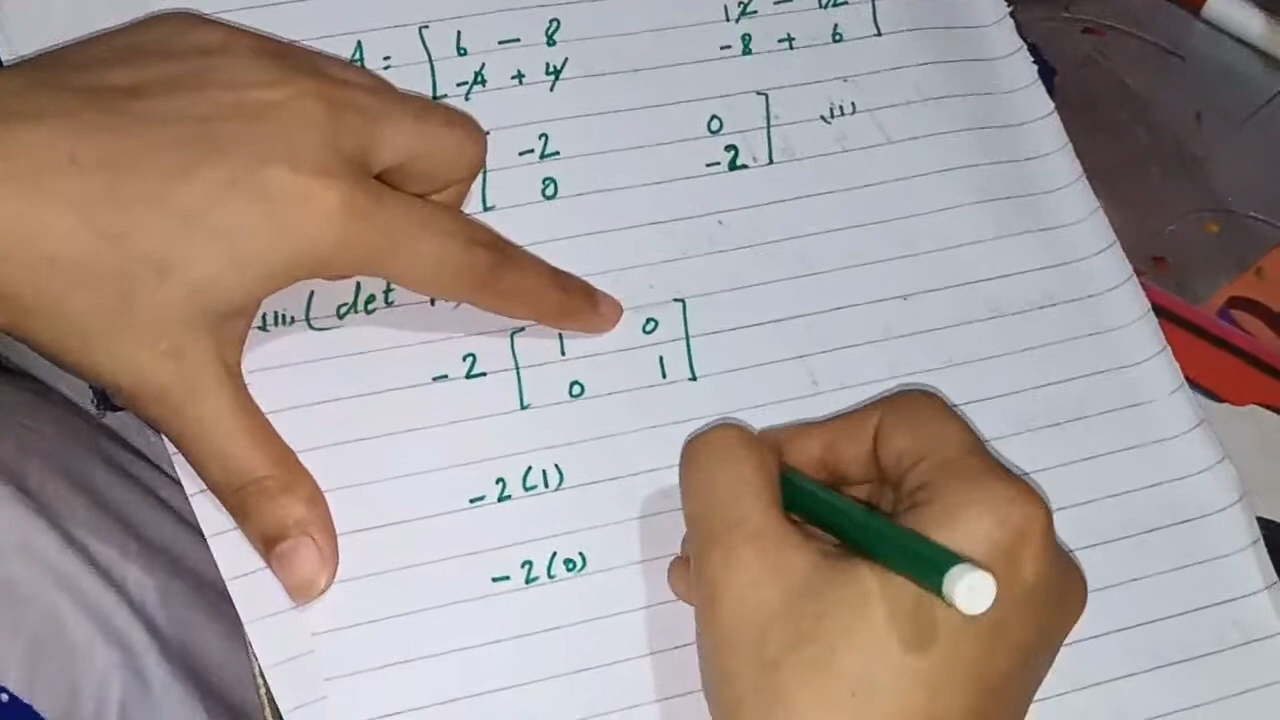 A = [ 6 - 8 12 - 12
-4 + 4 -8 + 6 ]
[ -2 0 ] ii)
0 -2
iii) ( det
-2 [ 1 0 ]
0 1
-2 (1)
-2 (0)